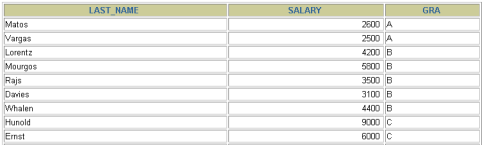 LAST_NAME SALARY GRA
Matos 2600 A
Vargas 2500 A
Lorentz 4200 B
Mourgos 5800 B
Rajs 3500 B
Davies 3100 B
Whalen 4400 B
Hunold 9000 C
Ernst 6000 C